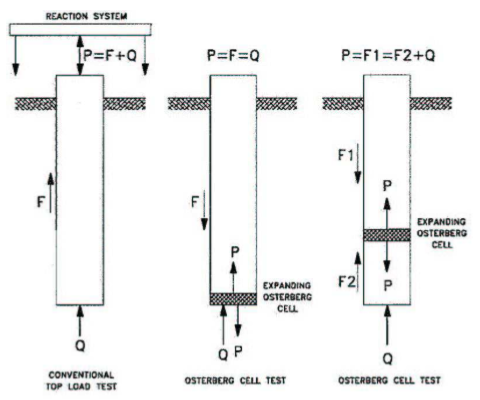 REACTION SYSTEM
P=F+Q
P=F=Q
P=F1=F2+Q
F
Q
F
P
EXPANDING
OSTERBERG
CELL
Q P
F1
P
EXPANDING
OSTERBERG
CELL
F2
P
Q
CONVENTIONAL
TOP LOAD TEST
OSTERBERG CELL TEST
OSTERBERG CELL TEST